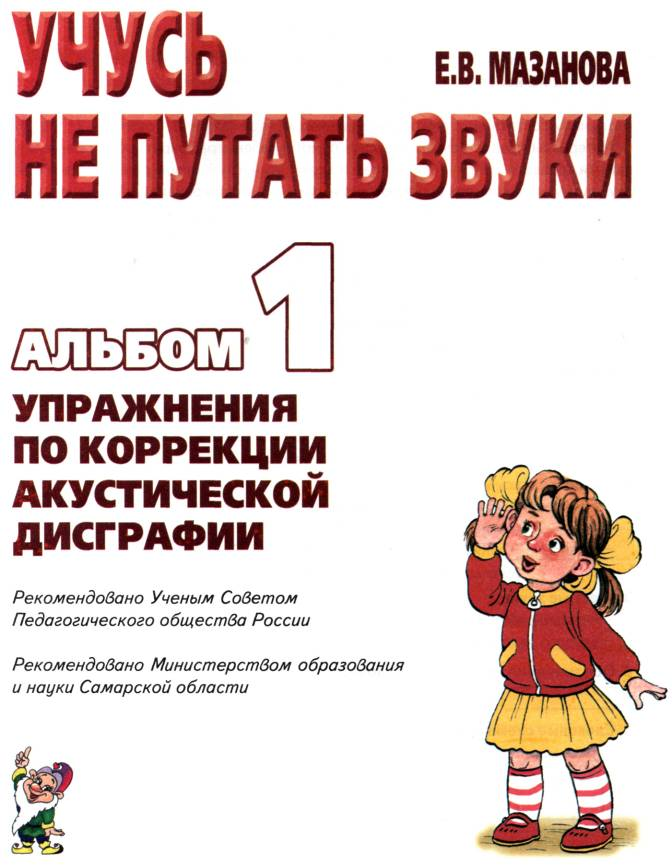 УЧУСЬ
Е.В. МАЗАНОВА
НЕ ПУТАТЬ ЗВУКИ
АЛЬБОМ 1
УПРАЖНЕНИЯ
ПО КОРРЕКЦИИ
АКУСТИЧЕСКОЙ
ДИСГРАФИИ
Рекомендовано Ученым Советом
Педагогического общества России
Рекомендовано Министерством образования
и науки Самарской области